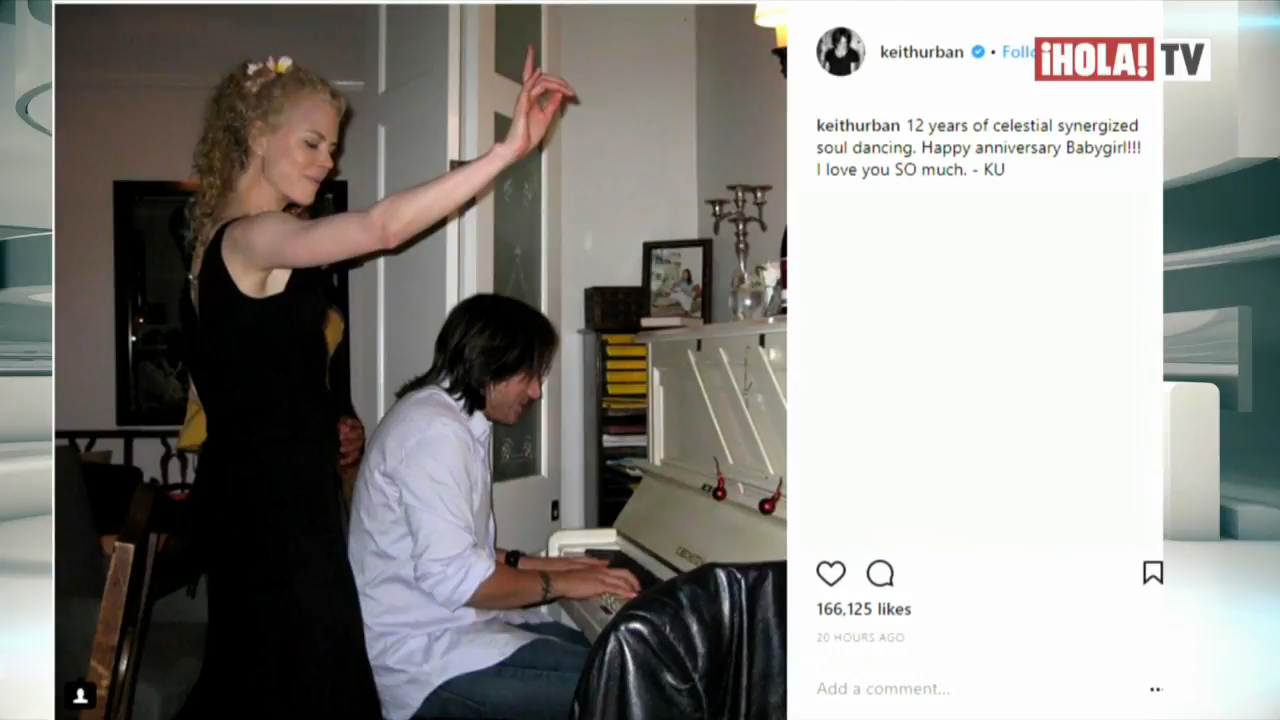 keithurban • Follo
¡HOLA! TV
keithurban 12 years of celestial synergized
soul dancing. Happy anniversary Babygirl!!!
I love you SO much. - KU
166,125 likes
20 HOURS AGO
Add a comment...